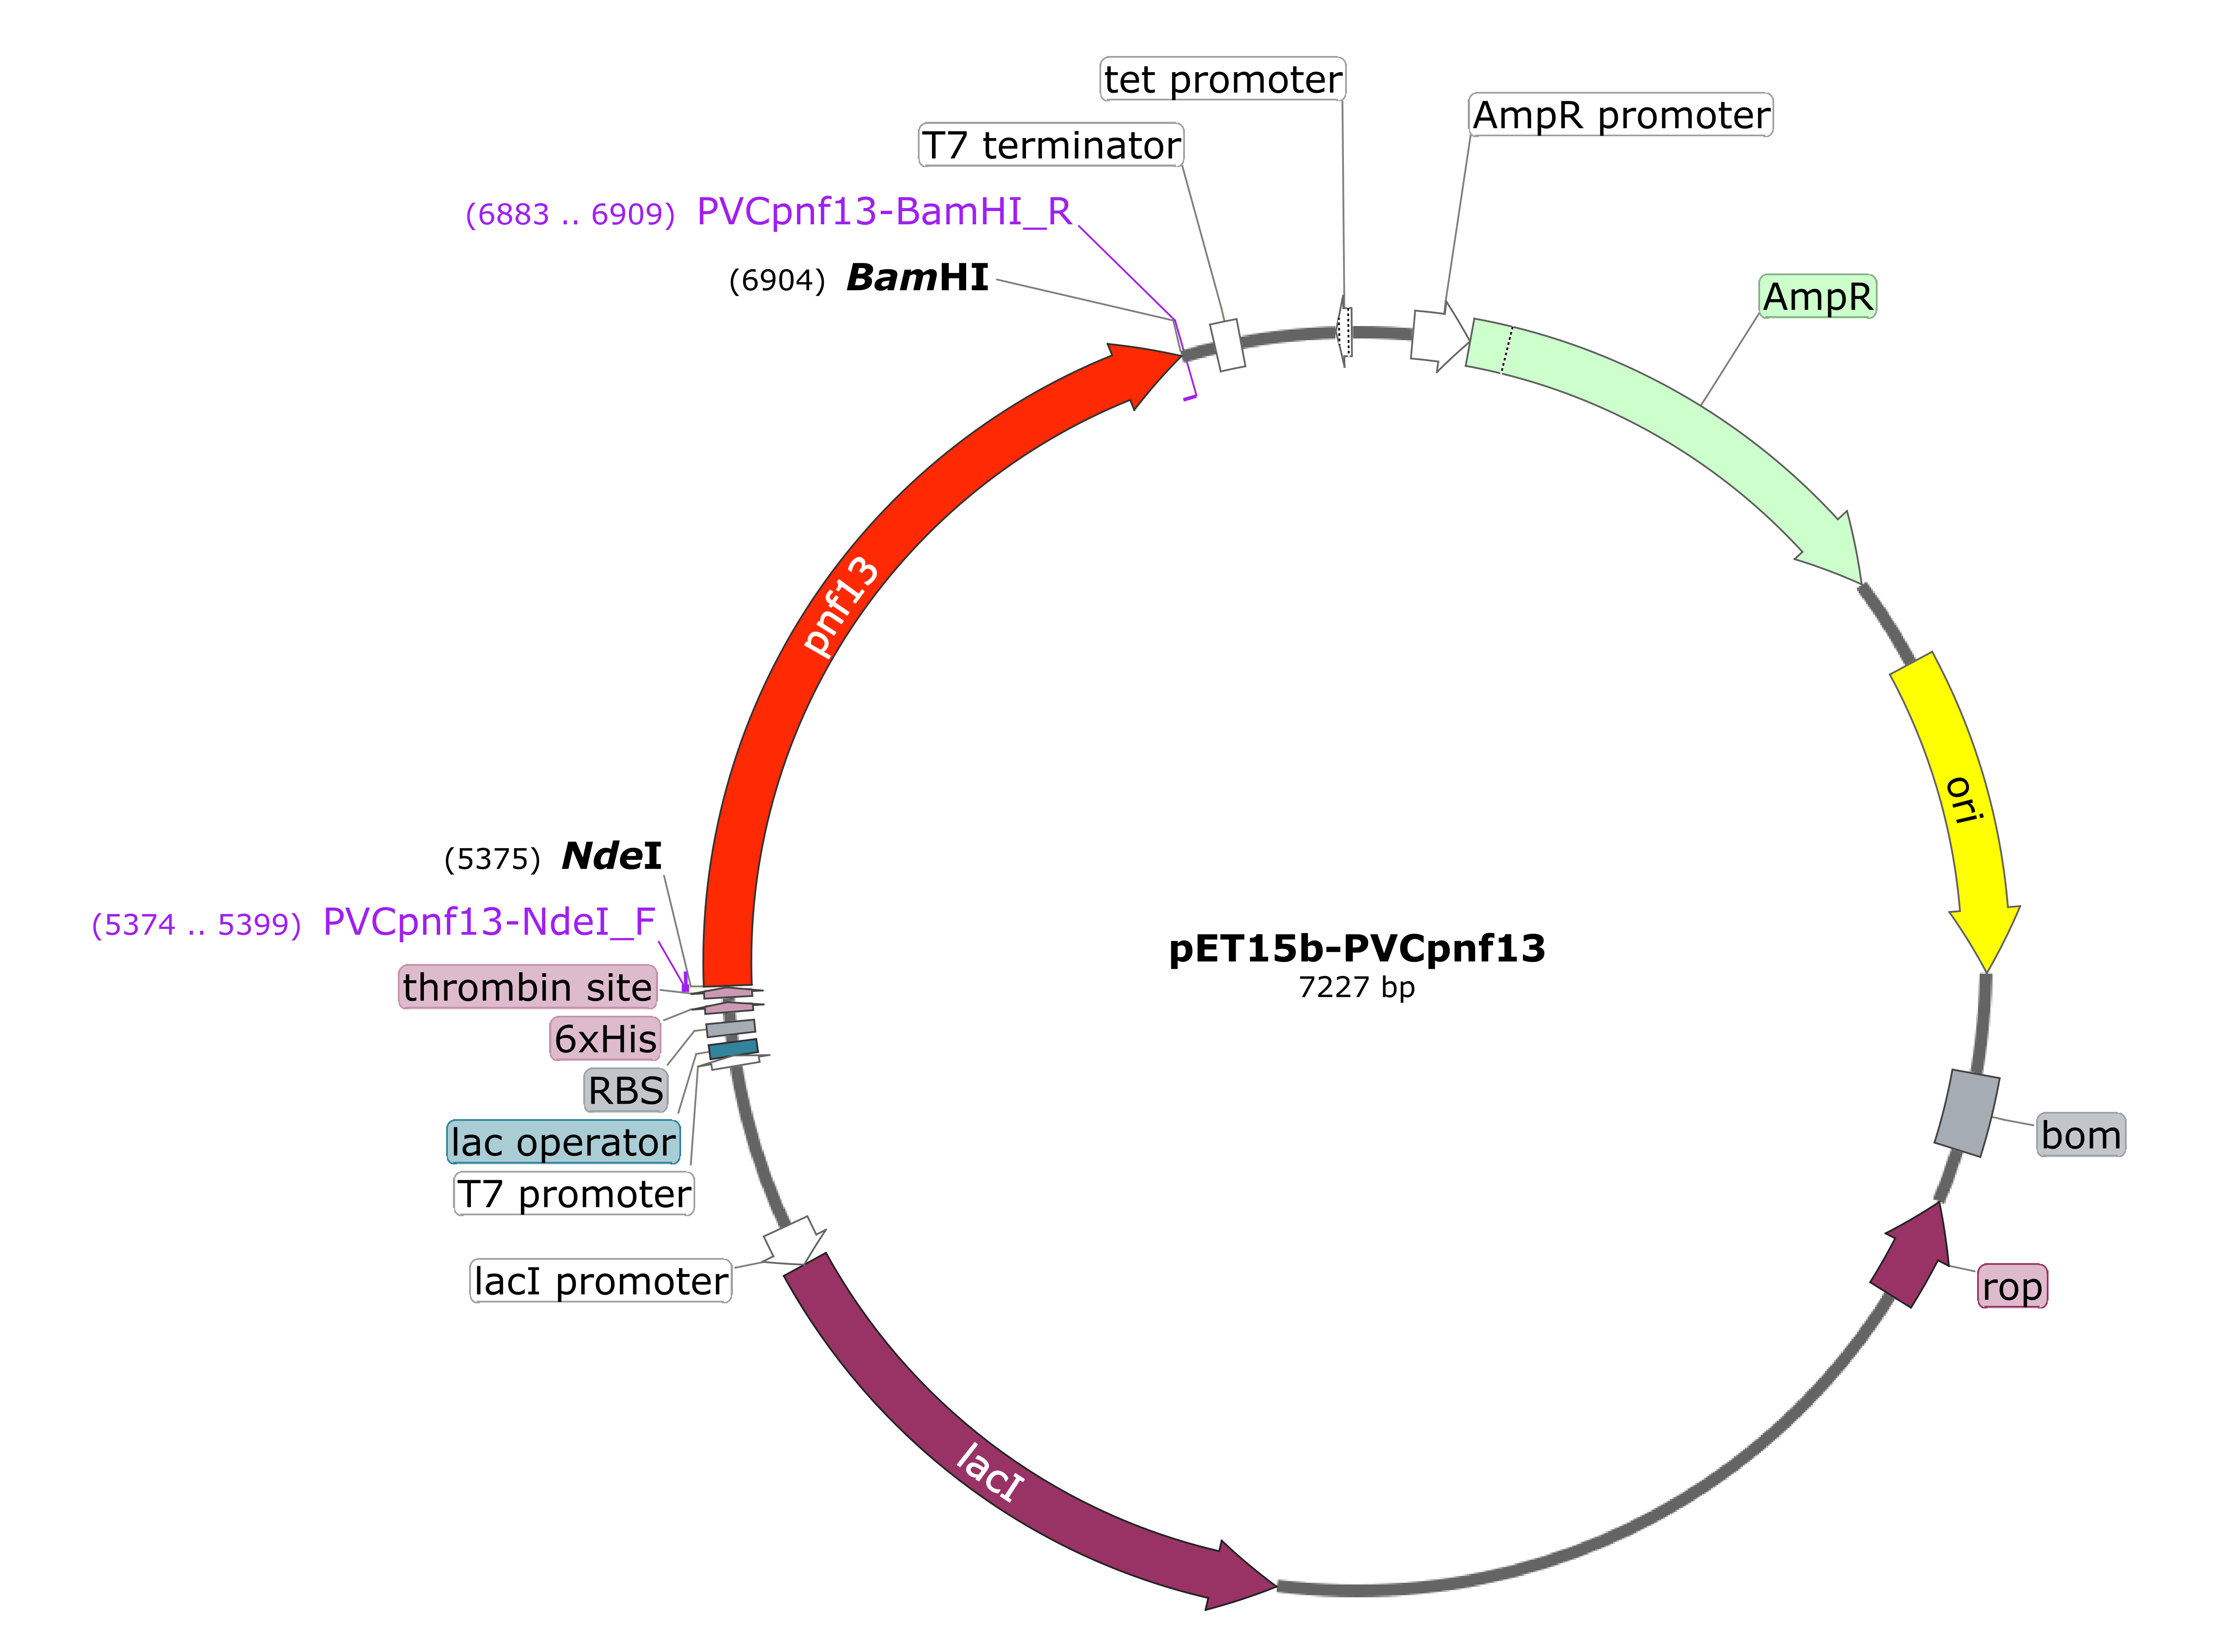 tet promoter
AmpR promoter
T7 terminator
(6883 .. 6909) PVCpnf13-BamHI_R
(6904) BamHI
AmpR
pnf13
ori
(5375) NdeI
(5374 .. 5399) PVCpnf13-NdeI_F
pET15b-PVCpnf13
7227 bp
thrombin site
6xHis
RBS
lac operator
T7 promoter
lacI promoter
bom
rop
lacI